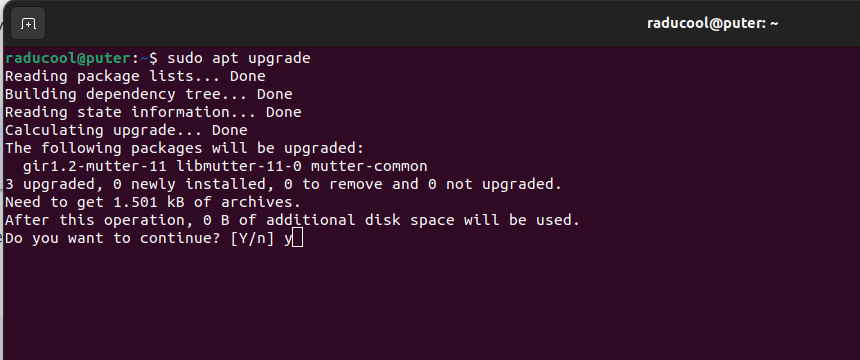 raducool@puter: ~
raducool@puter:~$ sudo apt upgrade
Reading package lists... Done
Building dependency tree... Done
Reading state information... Done
Calculating upgrade... Done
The following packages will be upgraded:
  gir1.2-mutter-11 libmutter-11-0 mutter-common
3 upgraded, 0 newly installed, 0 to remove and 0 not upgraded.
Need to get 1.501 kB of archives.
After this operation, 0 B of additional disk space will be used.
Do you want to continue? [Y/n] y